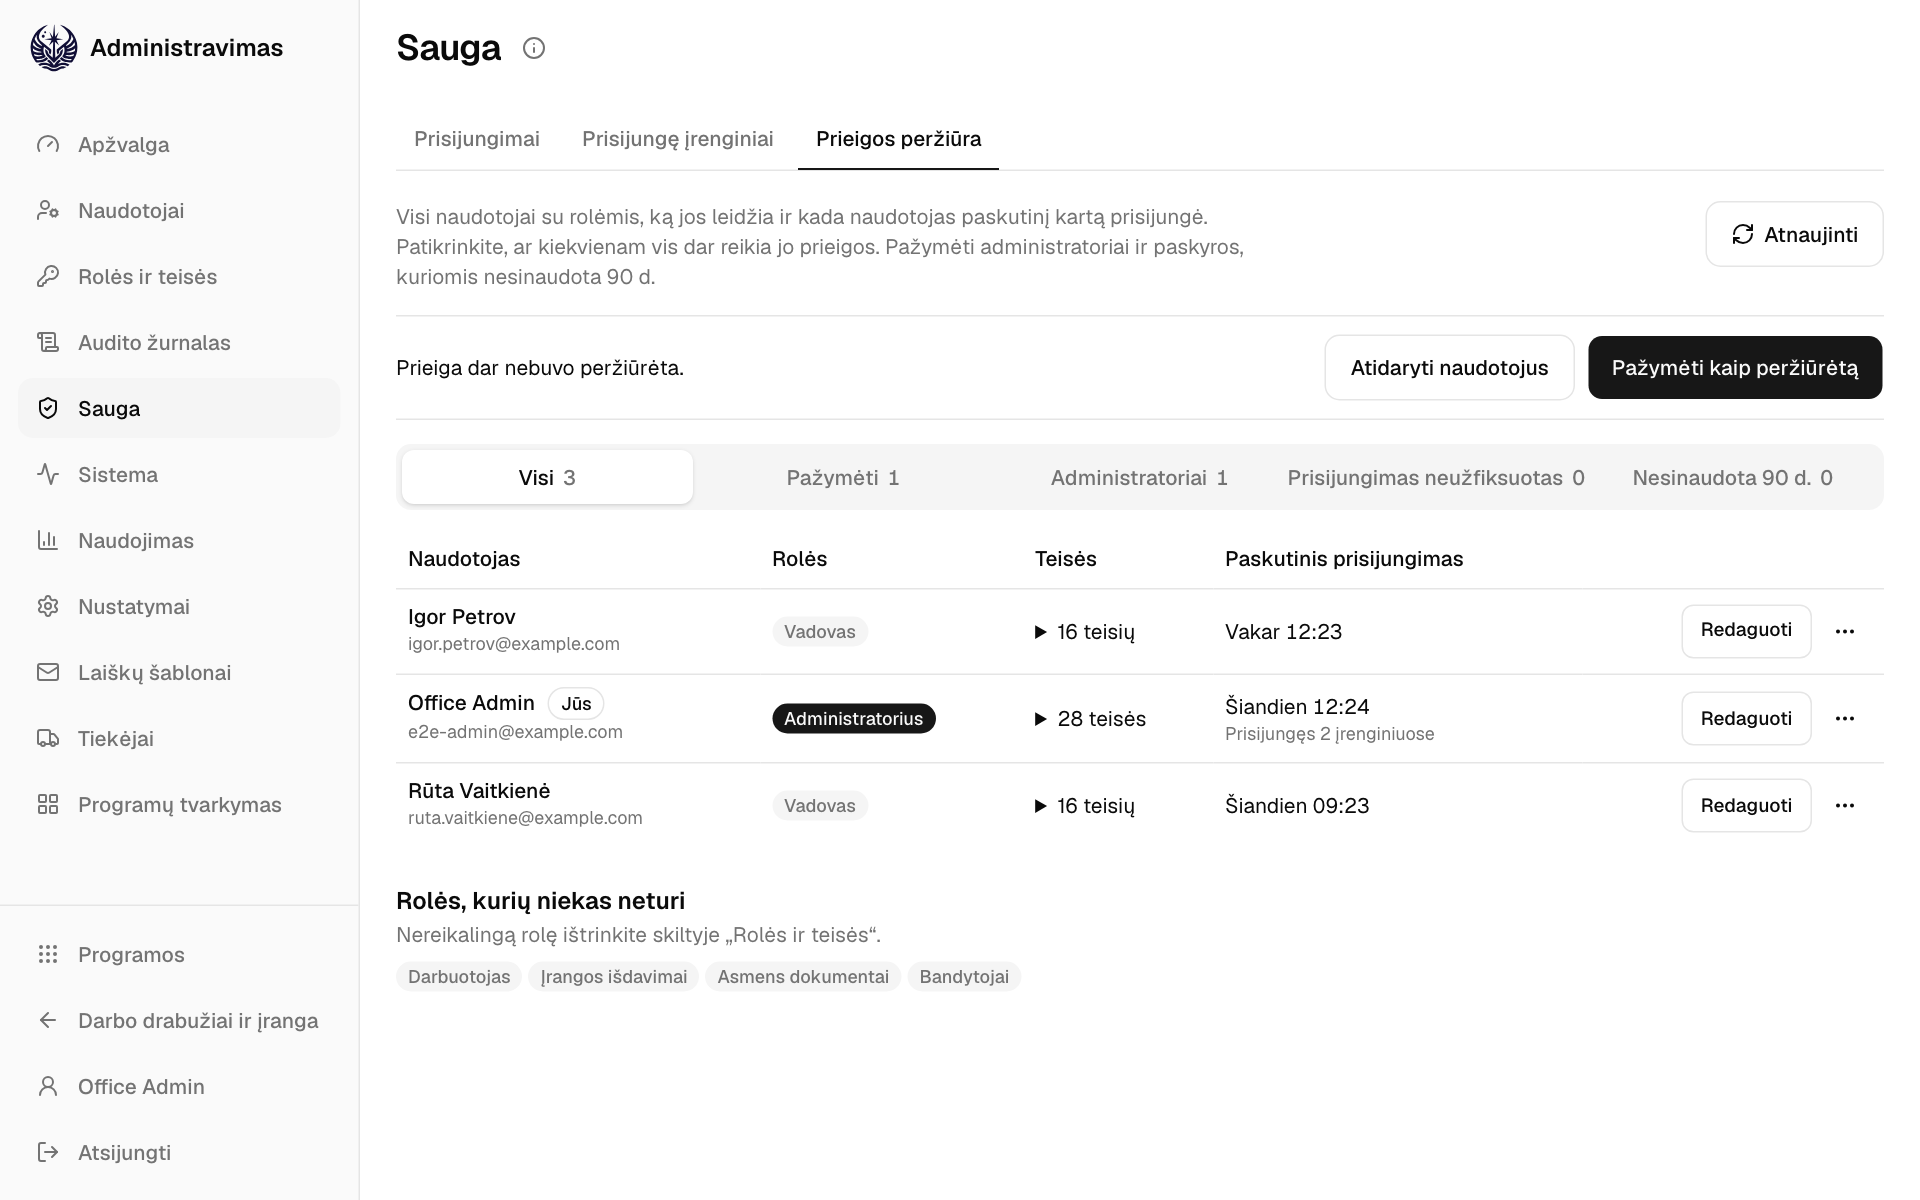 Administravimas
Apžvalga
Naudotojai
Rolės ir teisės
Audito žurnalas
Sauga
Sistema
Naudojimas
Nustatymai
Laiškų šablonai
Tiekėjai
Programų tvarkymas
Programos
Darbo drabužiai ir įranga
Office Admin
Atsijungti
Sauga
Prisijungimai Prisijungę įrenginiai Prieigos peržiūra
Visi naudotojai su rolėmis, ką jos leidžia ir kada naudotojas paskutinį kartą prisijungė.
Patikrinkite, ar kiekvienam vis dar reikia jo prieigos. Pažymėti administratoriai ir paskyros,
kuriomis nesinaudota 90 d.
Atnaujinti
Prieiga dar nebuvo peržiūrėta.
Atidaryti naudotojus Pažymėti kaip peržiūrėtą
Visi 3 Pažymėti 1 Administratoriai 1 Prisijungimas neužfiksuotas 0 Nesinaudota 90 d. 0
Naudotojas Rolės Teisės Paskutinis prisijungimas
Igor Petrov
igor.petrov@example.com
Vadovas
16 teisių
Vakar 12:23
Redaguoti
Office Admin Jūs
e2e-admin@example.com
Administratorius
28 teisės
Šiandien 12:24
Prisijungęs 2 įrenginiuose
Redaguoti
Rūta Vaitkienė
ruta.vaitkiene@example.com
Vadovas
16 teisių
Šiandien 09:23
Redaguoti
Rolės, kurių niekas neturi
Nereikalingą rolę ištrinkite skiltyje „Rolės ir teisės“.
Darbuotojas Įrangos išdavimai Asmens dokumentai Bandytojai